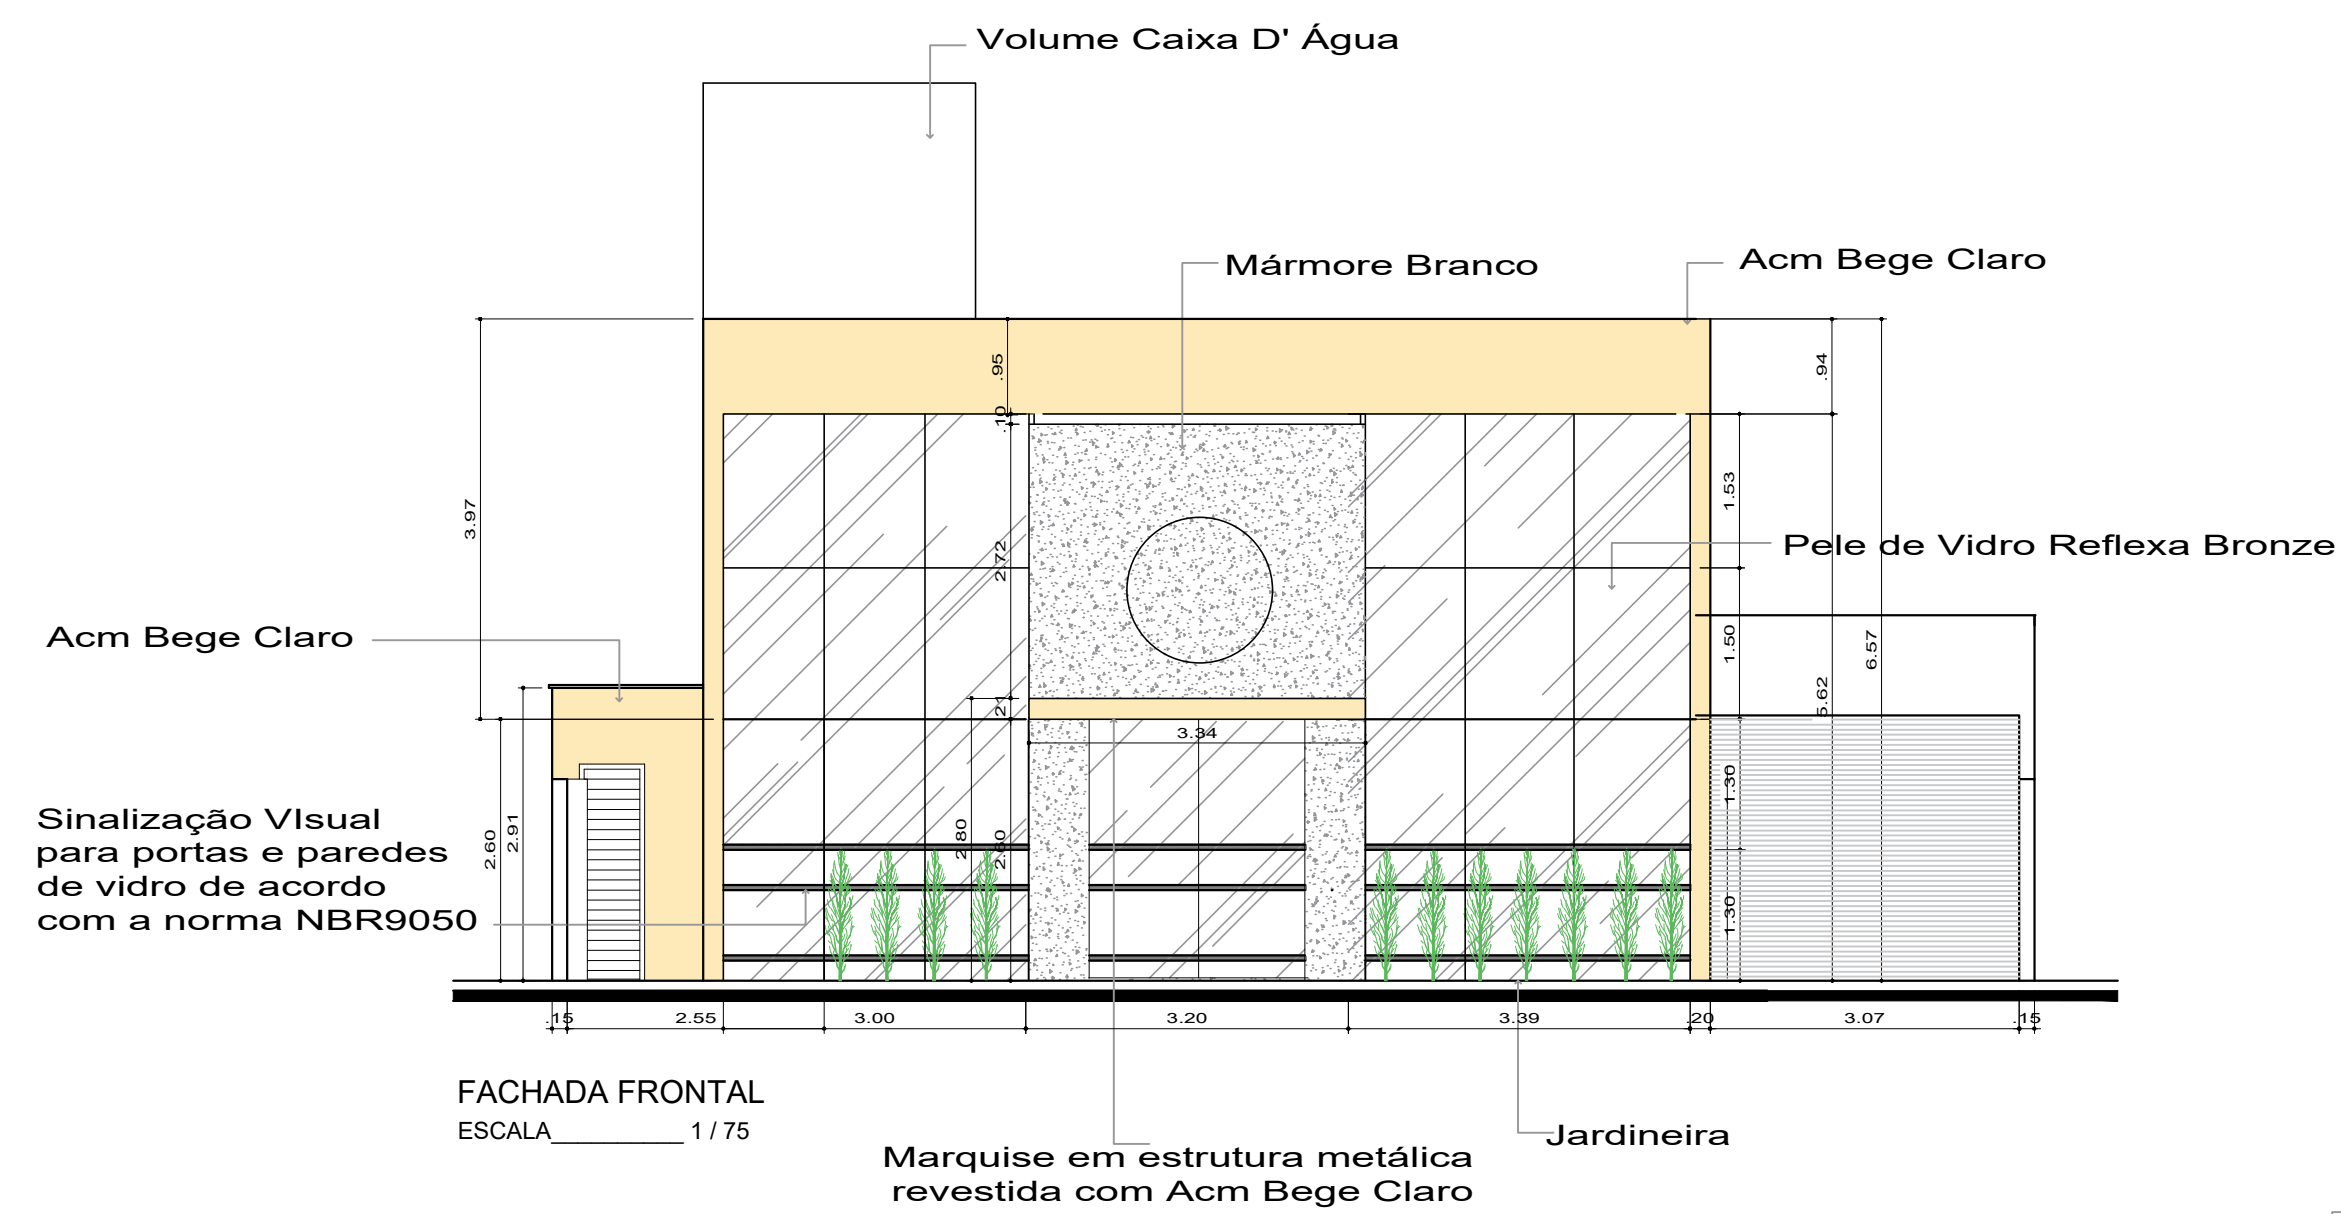 Volume Caixa D' Água
Mármore Branco
Acm Bege Claro
.95
.94
.10
1.53
3.97
2.72
Pele de Vidro Reflexa Bronze
Acm Bege Claro
1.50
6.57
5.62
.21
3.34
1.30
Sinalização VIsual
para portas e paredes
de vidro de acordo
com a norma NBR9050
2.60
2.91
2.80
2.60
1.30
.15
2.55
3.00
3.20
3.39
.20
3.07
.15
FACHADA FRONTAL
ESCALA__________ 1 / 75
Jardineira
Marquise em estrutura metálica
revestida com Acm Bege Claro